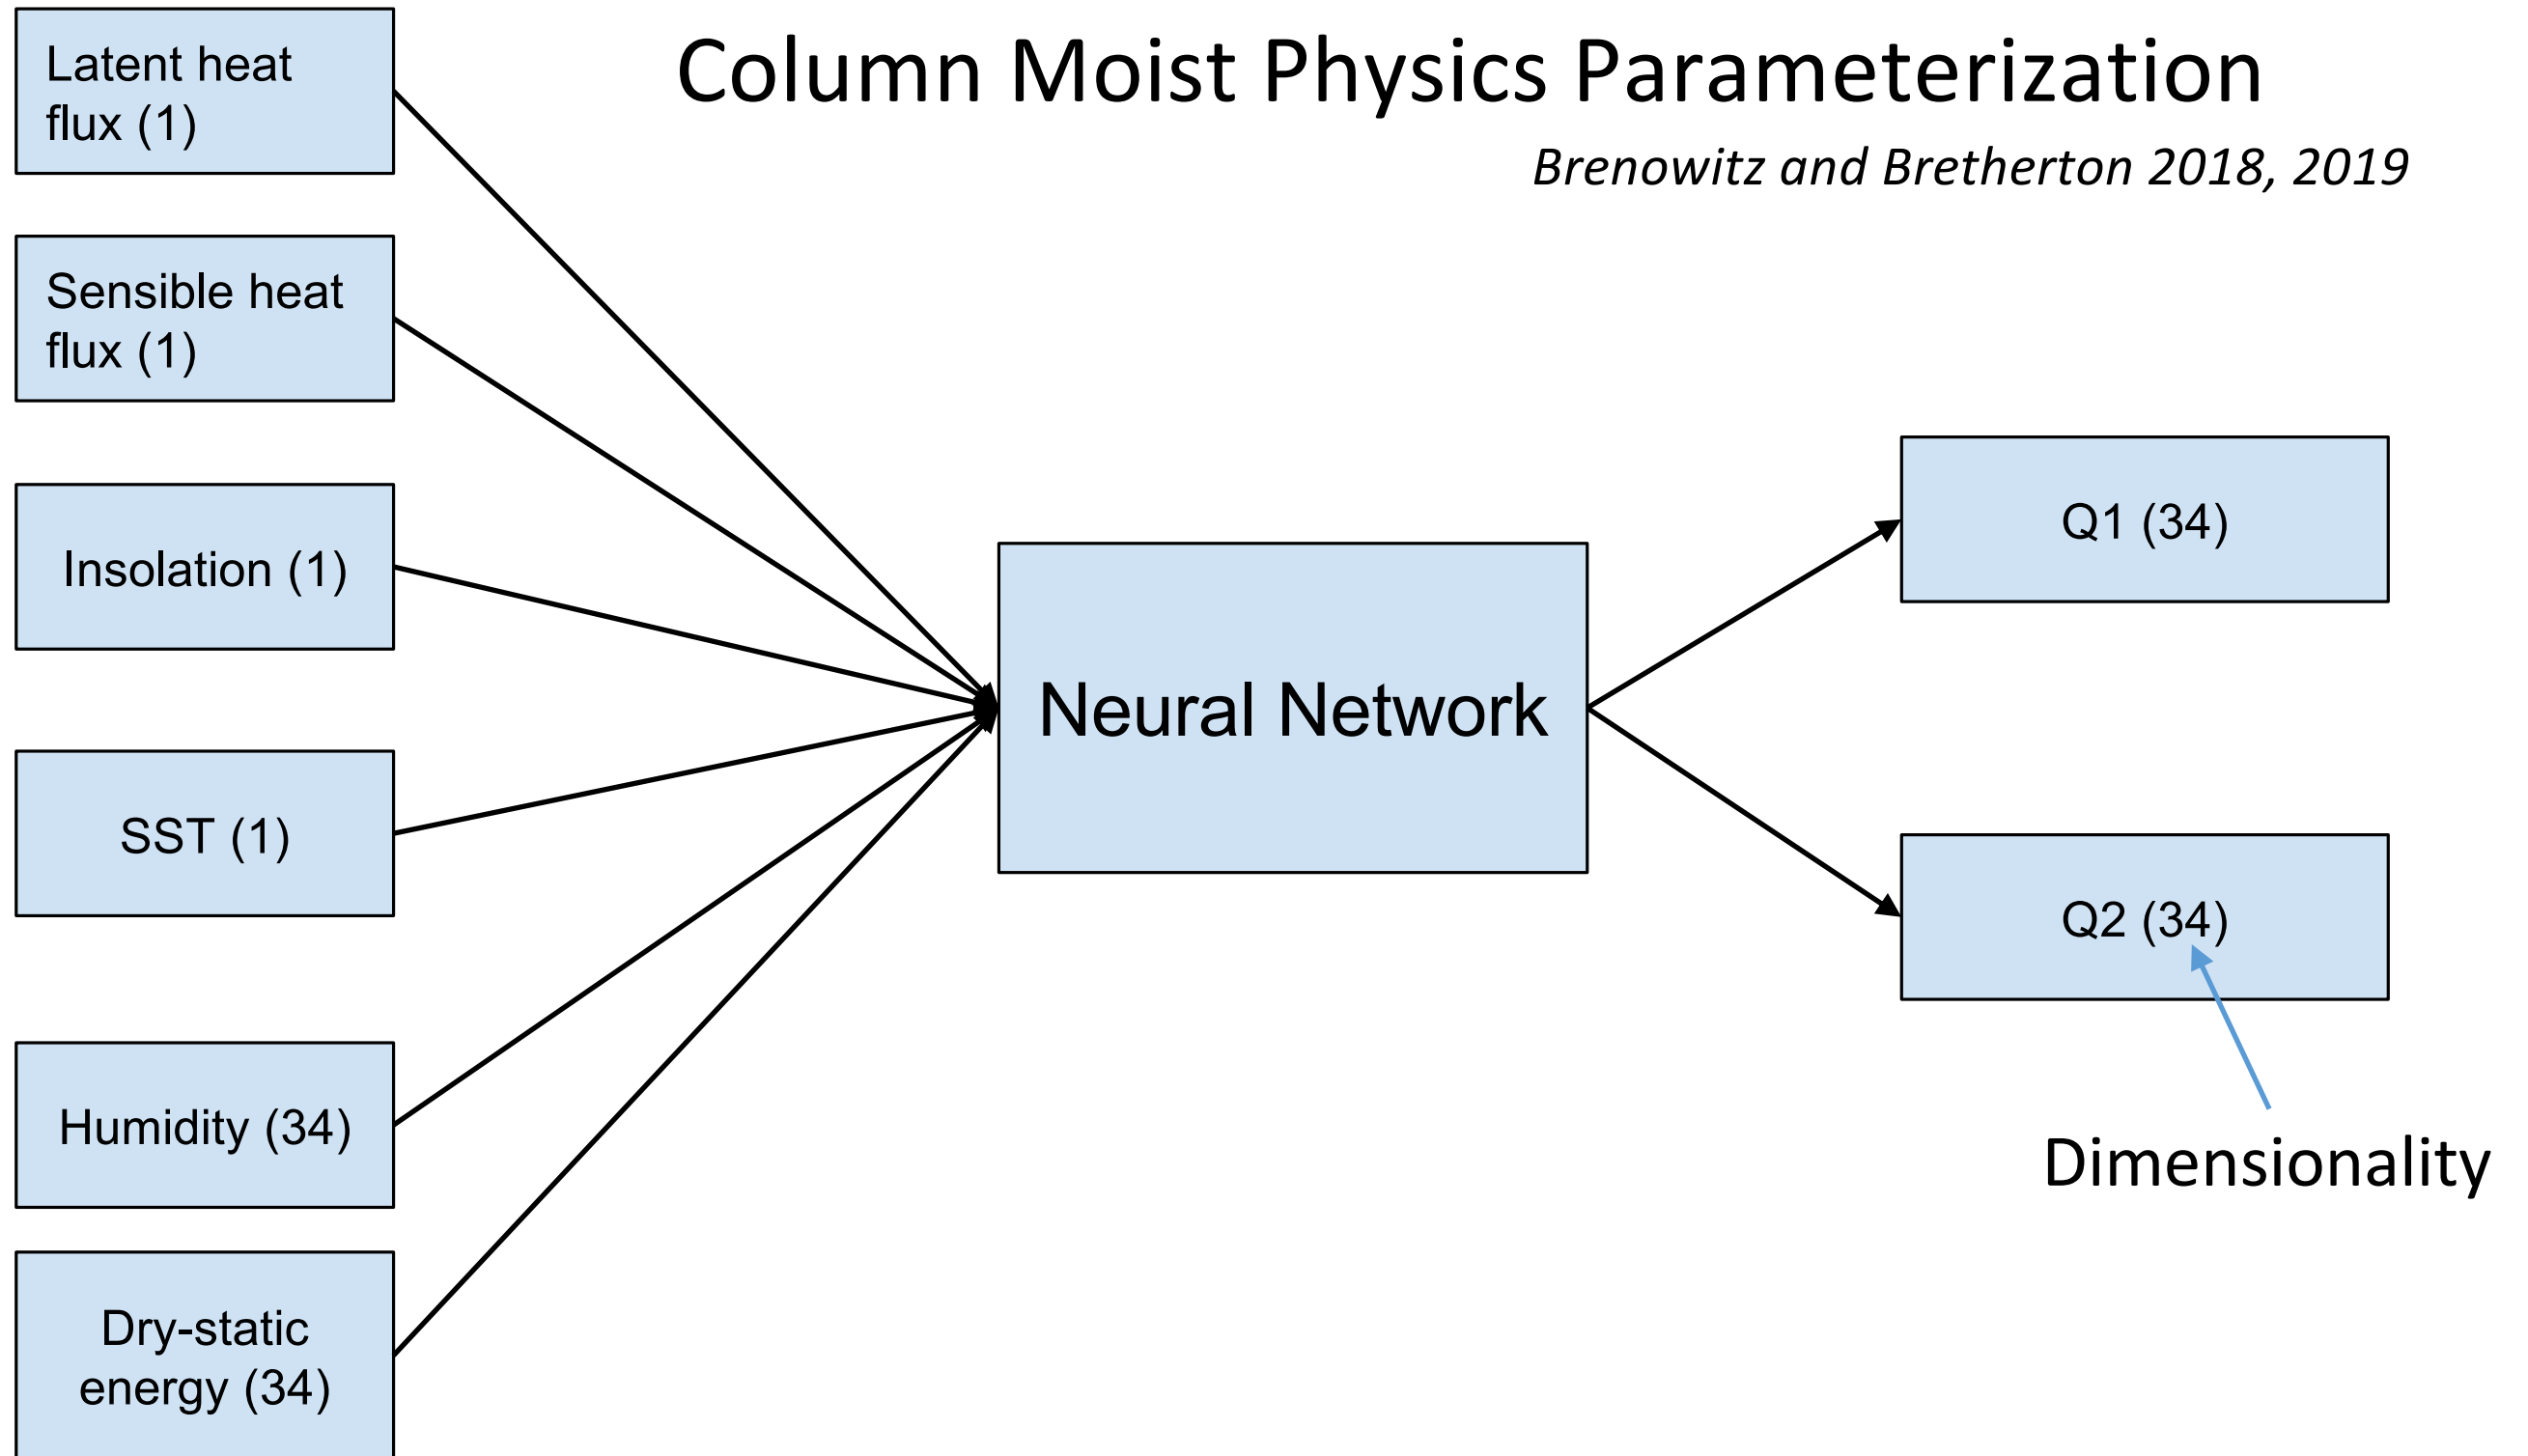 Column Moist Physics Parameterization
Brenowitz and Bretherton 2018, 2019
Latent heat
flux (1)
Sensible heat
flux (1)
Insolation (1)
SST (1)
Humidity (34)
Dry-static
energy (34)
Neural Network
Q1 (34)
Q2 (34)
Dimensionality